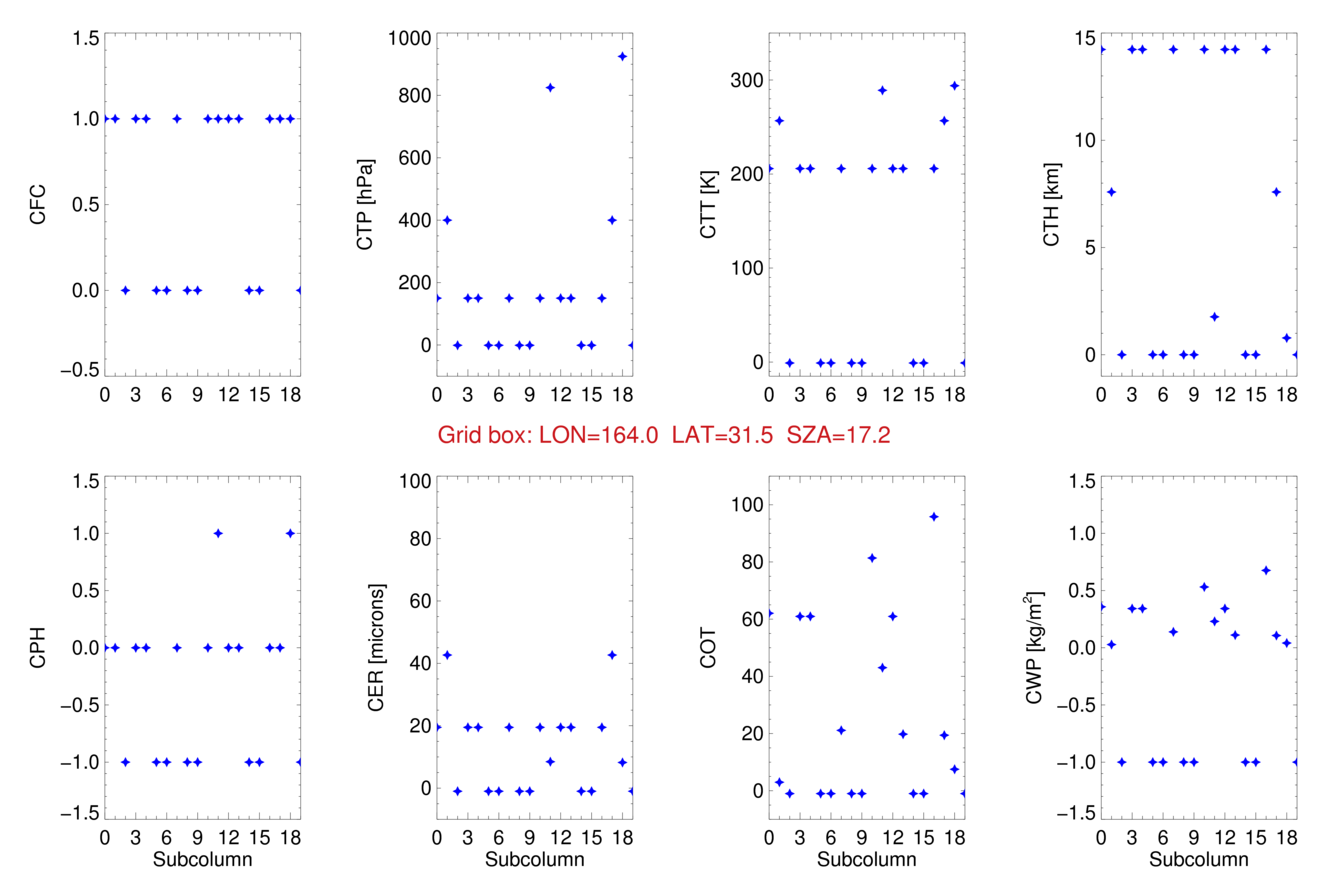 CFC
1.5
1.0
0.5
0.0
−0.5
0 3 6 9 12 15 18
CTP [hPa]
1000
800
600
400
200
0
0 3 6 9 12 15 18
CTT [K]
300
200
100
0
0 3 6 9 12 15 18
CTH [km]
15
10
5
0
0 3 6 9 12 15 18
Grid box: LON=164.0 LAT=31.5 SZA=17.2
CPH
1.5
1.0
0.5
0.0
−0.5
−1.0
−1.5
0 3 6 9 12 15 18
Subcolumn
CER [microns]
100
80
60
40
20
0
0 3 6 9 12 15 18
Subcolumn
COT
100
80
60
40
20
0
0 3 6 9 12 15 18
Subcolumn
CWP [kg/m²]
1.5
1.0
0.5
0.0
−0.5
−1.0
−1.5
0 3 6 9 12 15 18
Subcolumn